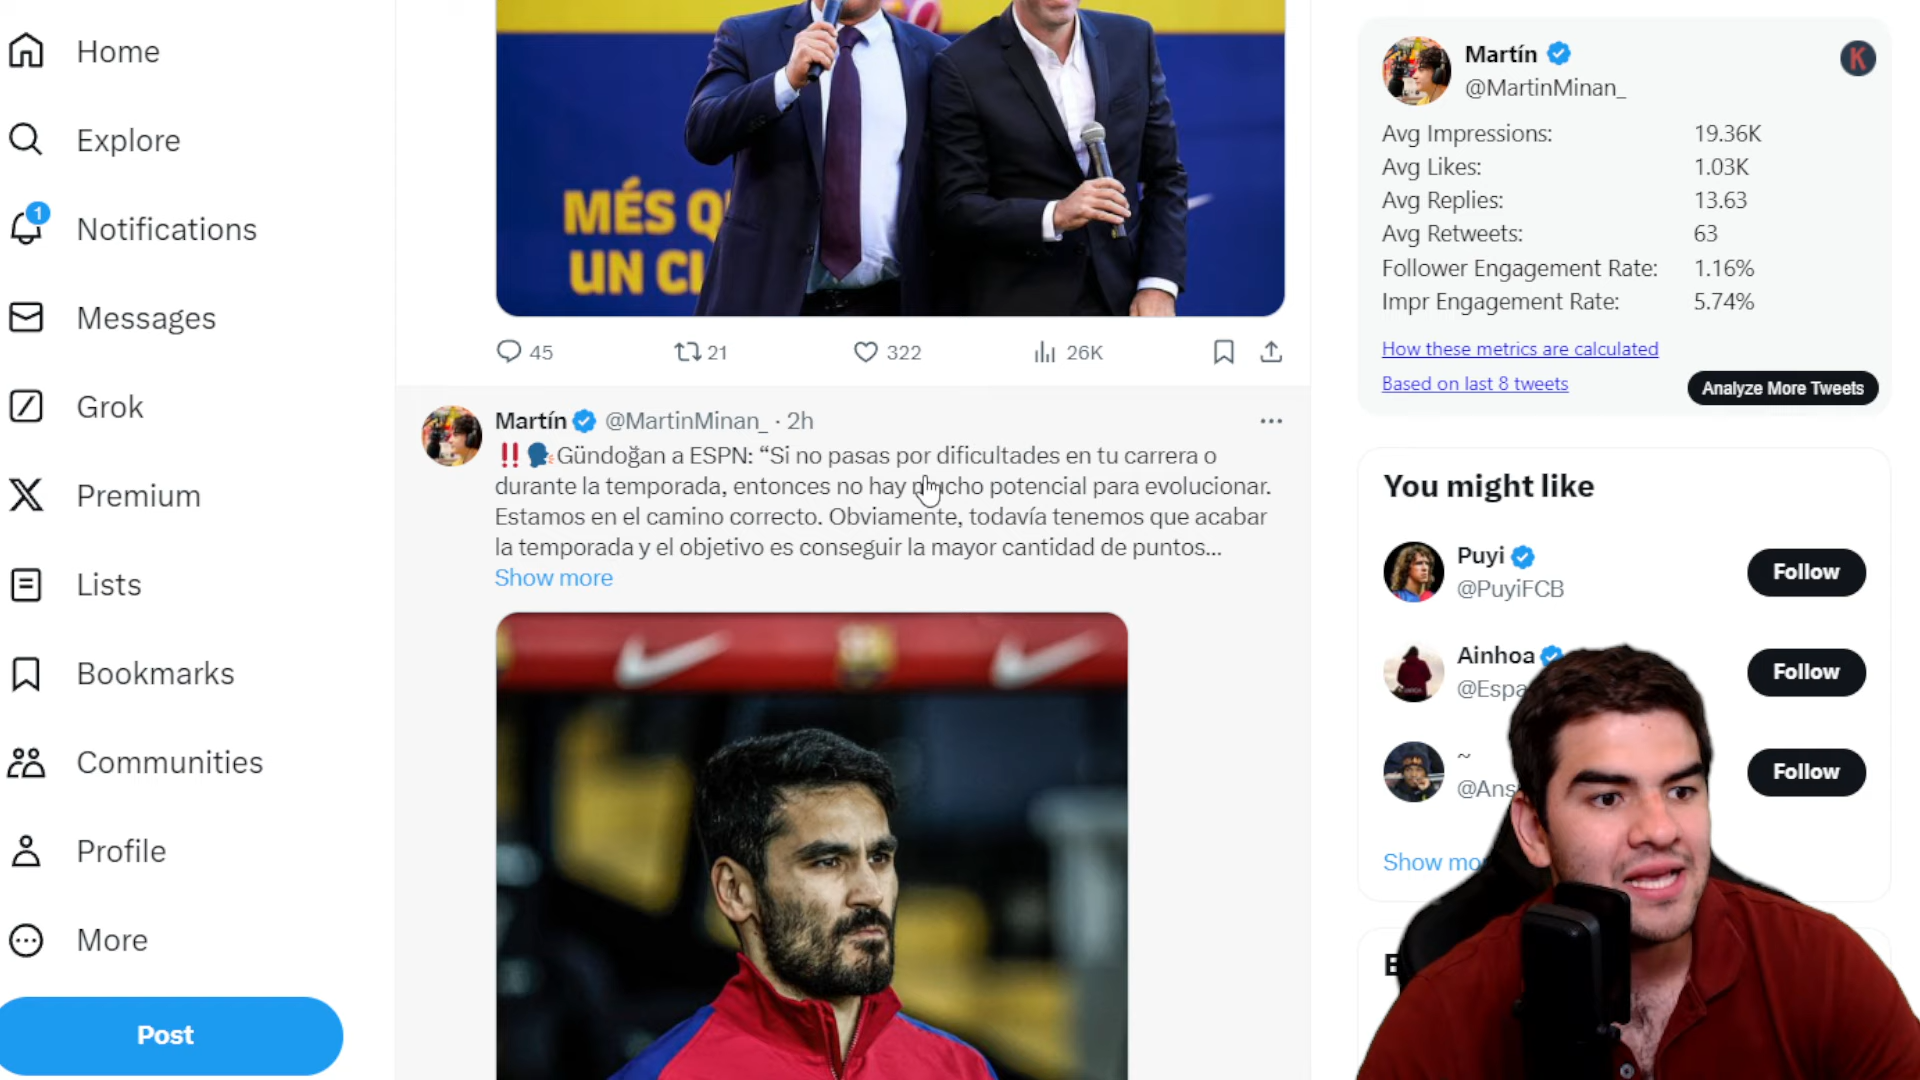 Home
Explore
1
Notifications
Messages
Grok
Premium
Lists
Bookmarks
Communities
Profile
More
Post
MÉS Q
UN CL
45
21
322
26K
Martín @MartinMinan_ · 2h
‼️🗣️Gündoğan a ESPN: “Si no pasas por dificultades en tu carrera o
durante la temporada, entonces no hay mucho potencial para evolucionar.
Estamos en el camino correcto. Obviamente, todavía tenemos que acabar
la temporada y el objetivo es conseguir la mayor cantidad de puntos...
Show more
Martín
@MartinMinan_
K
Avg Impressions: 19.36K
Avg Likes: 1.03K
Avg Replies: 13.63
Avg Retweets: 63
Follower Engagement Rate: 1.16%
Impr Engagement Rate: 5.74%
How these metrics are calculated
Based on last 8 tweets
Analyze More Tweets
You might like
Puyi
@PuyiFCB
Follow
Ainhoa
@Espa
Follow
~
@Ans
Follow
Show mo